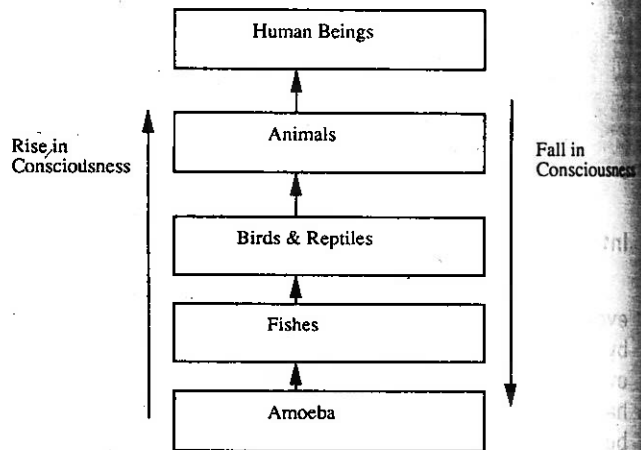 Human Beings
Animals
Rise in
Consciousness
Fall in
Consciousness
Birds & Reptiles
Fishes
Amoeba